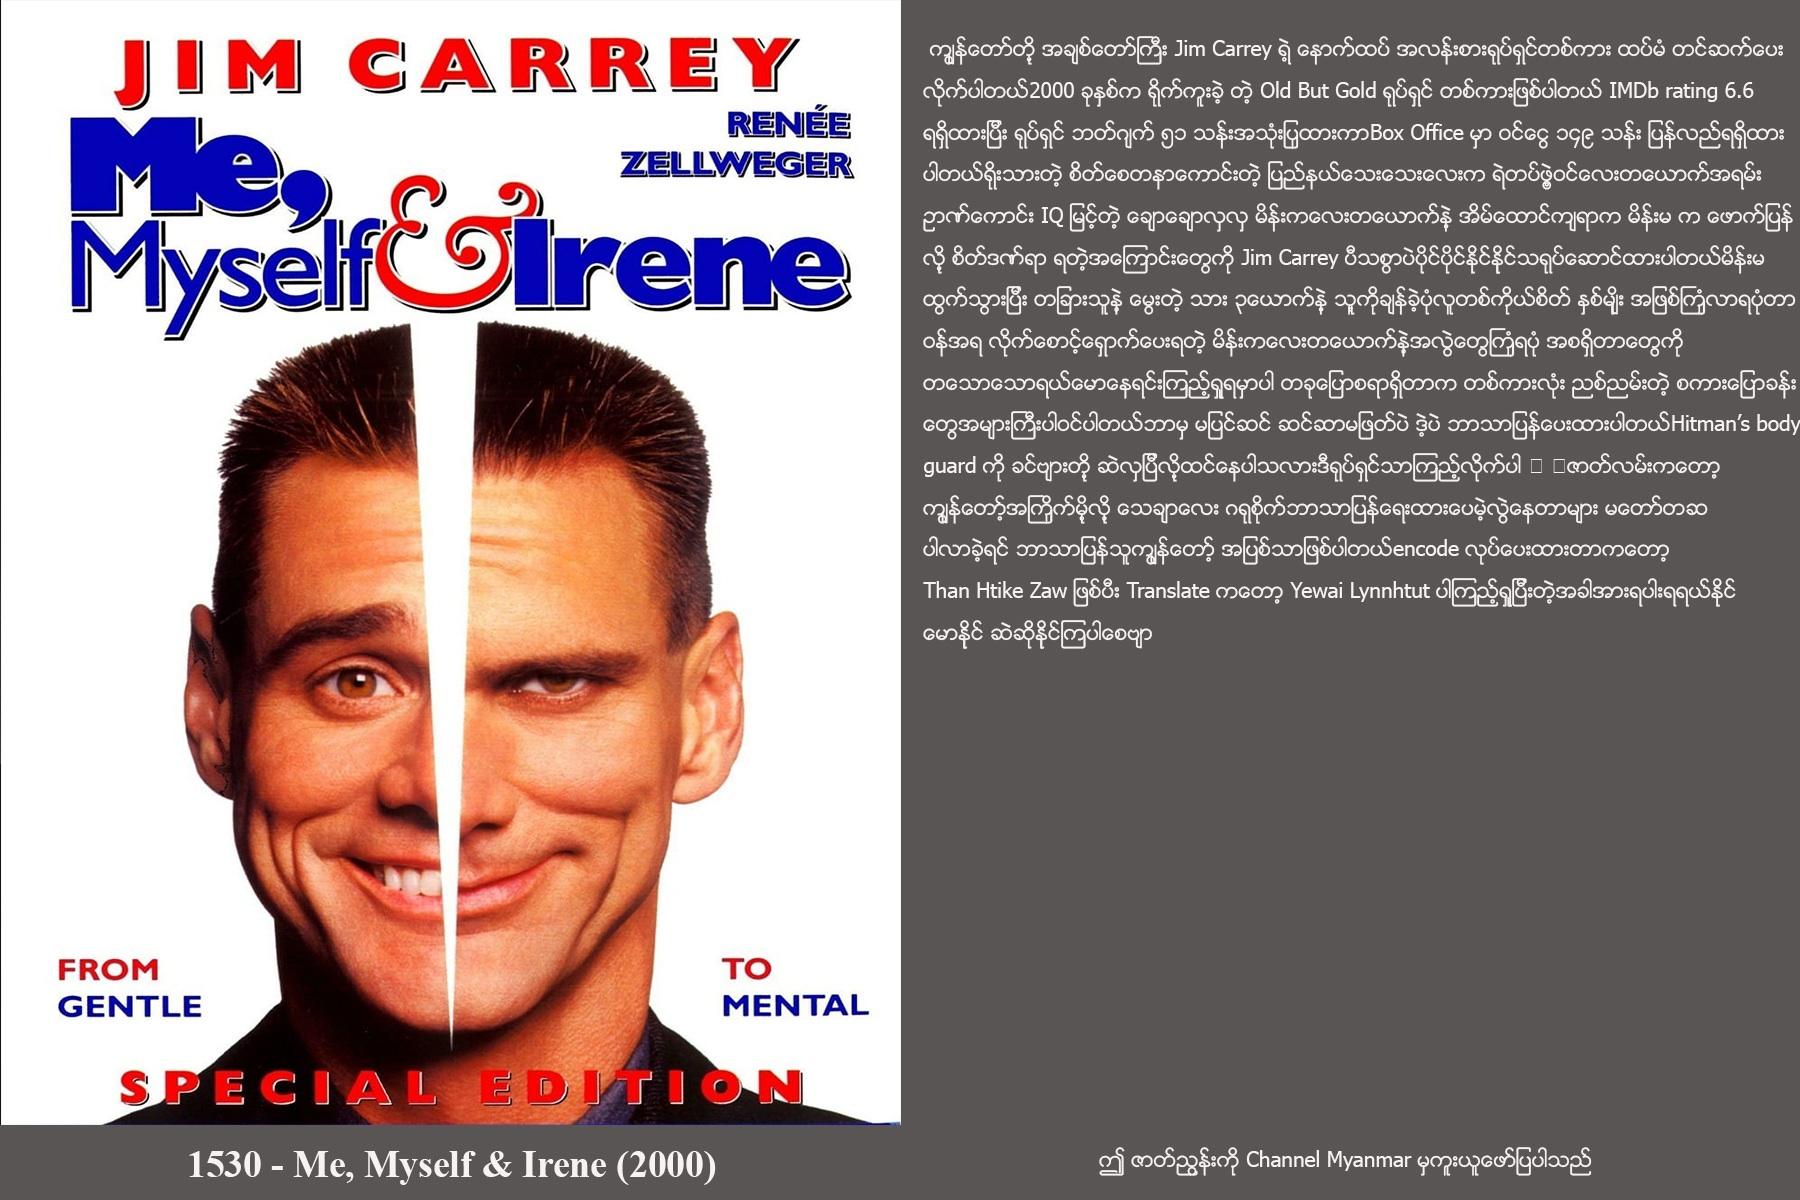 JIM CARREY
RENÉE
ZELLWEGER
Me,
Myself & Irene
FROM
GENTLE
TO
MENTAL
SPECIAL EDITION
1530 - Me, Myself & Irene (2000)
ကျွန်တော်တို့ အချစ်တော်ကြီး Jim Carrey ရဲ့ နောက်ထပ် အလန်းစားရုပ်ရှင်တစ်ကား ထပ်မံ တင်ဆက်ပေး
လိုက်ပါတယ်2000 ခုနှစ်က ရိုက်ကူးခဲ့ တဲ့ Old But Gold ရုပ်ရှင် တစ်ကားဖြစ်ပါတယ် IMDb rating 6.6
ရရှိထားပြီး ရုပ်ရှင် ဘတ်ဂျက် ၅၁ သန်းအသုံးပြုထားကာBox Office မှာ ဝင်ငွေ ၁၄၉ သန်း ပြန်လည်ရရှိထား
ပါတယ်ရိုးသားတဲ့ စိတ်စေတနာကောင်းတဲ့ ပြည်နယ်သေးသေးလေးက ရဲတပ်ဖွဲ့ဝင်လေးတယောက်အရမ်း
ဉာဏ်ကောင်း IQ မြင့်တဲ့ ချောချောလှလှ မိန်းကလေးတယောက်နဲ့ အိမ်ထောင်ကျရာက မိန်းမ က ဖောက်ပြန်
လို့ စိတ်ဒဏ်ရာ ရတဲ့အကြောင်းတွေကို Jim Carrey ပီသစွာပဲပိုင်ပိုင်နိုင်နိုင်သရုပ်ဆောင်ထားပါတယ်မိန်းမ
ထွက်သွားပြီး တခြားသူနဲ့ မွေးတဲ့ သား ၃ယောက်နဲ့ သူ့ကိုချန်ခဲ့ပုံလူတစ်ကိုယ်စိတ် နှစ်မျိုး အဖြစ်ကြုံလာရပုံတာ
ဝန်အရ လိုက်စောင့်ရှောက်ပေးရတဲ့ မိန်းကလေးတယောက်နဲ့အလွဲတွေကြုံရပုံ အစရှိတာတွေကို
တသောသောရယ်မောနေရင်းကြည့်ရှုရမှာပါ တခုပြောစရာရှိတာက တစ်ကားလုံး ညစ်ညမ်းတဲ့ စကားပြောခန်း
တွေအများကြီးပါဝင်ပါတယ်ဘာမှ မပြင်ဆင် ဆင်ဆာမဖြတ်ပဲ ဒဲ့ပဲ ဘာသာပြန်ပေးထားပါတယ်Hitman’s body
guard ကို ခင်ဗျားတို့ ဆဲလှပြီလို့ထင်နေပါသလားဒီရုပ်ရှင်သာကြည့်လိုက်ပါ ဇာတ်လမ်းကတော့
ကျွန်တော့်အကြိုက်မို့လို့ သေချာလေး ဂရုစိုက်ဘာသာပြန်ရေးထားပေမဲ့လွဲနေတာများ မတော်တဆ
ပါလာခဲ့ရင် ဘာသာပြန်သူကျွန်တော့် အပြစ်သာဖြစ်ပါတယ်encode လုပ်ပေးထားတာကတော့
Than Htike Zaw ဖြစ်ပီး Translate ကတော့ Yewai Lynnhtut ပါကြည့်ရှုပြီးတဲ့အခါအားရပါးရရယ်နိုင်
မောနိုင် ဆဲဆိုနိုင်ကြပါစေဗျာ
ဤ ဇာတ်ညွှန်းကို Channel Myanmar မှကူးယူဖော်ပြပါသည်